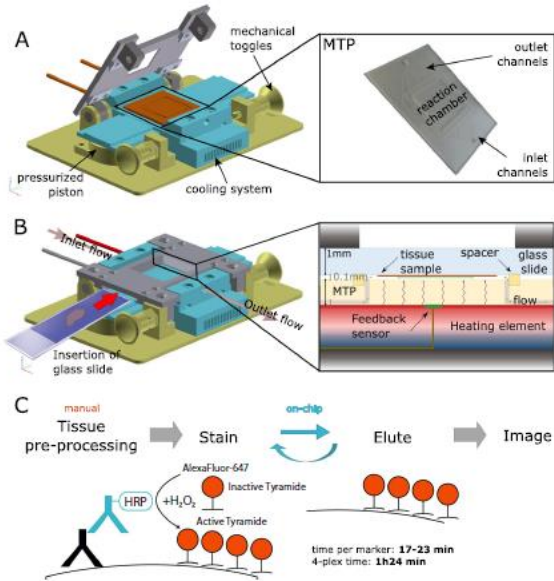 A
mechanical
toggles
MTP
outlet
channels
reaction
chamber
inlet
channels
pressurized
piston
cooling system
B
Inlet flow
Outlet flow
Insertion of
glass slide
1mm
tissue
sample
spacer
glass
slide
0.1mm
MTP
flow
Feedback
sensor
Heating element
C
manual
Tissue
pre-processing
Stain
on-chip
Elute
Image
AlexaFluor-647
HRP
+H₂O₂
Inactive Tyramide
Active Tyramide
time per marker: 17-23 min
4-plex time: 1h24 min